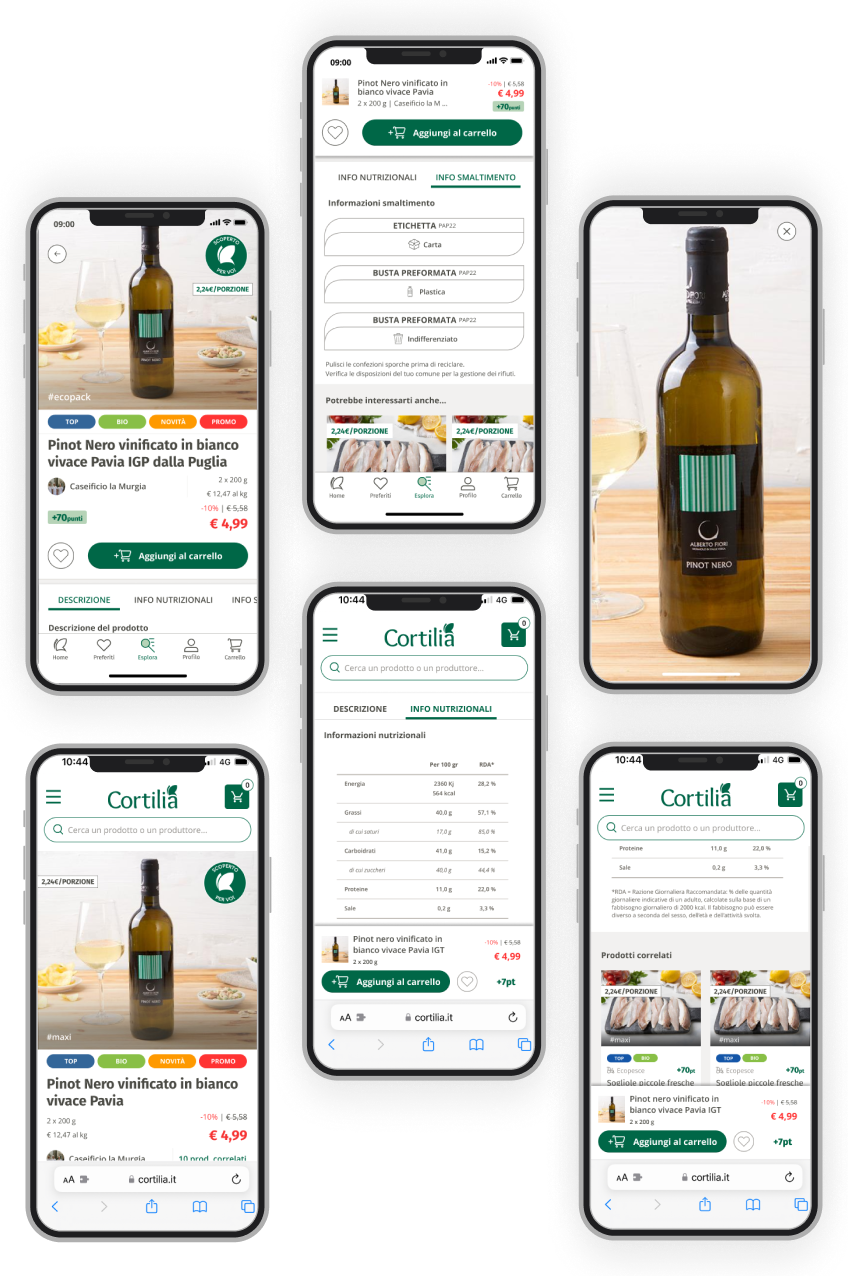 09:00
Pinot Nero vinificato in
bianco vivace Pavia
2 x 200 g | Caseificio la M ...
-10% | € 5,58
€ 4,99
+70punti
Aggiungi al carrello
INFO NUTRIZIONALI
INFO SMALTIMENTO
Informazioni smaltimento
ETICHETTA PAP22
Carta
BUSTA PREFORMATA PAP22
Plastica
BUSTA PREFORMATA PAP22
Indifferenziato
Pulisci le confezioni sporche prima di reciclare.
Verifica le disposizioni del tuo comune per la gestione dei rifiuti.
Potrebbe interessarti anche...
2,24€/PORZIONE
2,24€/PORZIONE
Home
Preferiti
Esplora
Profilo
Carrello
09:00
SCOPERTO
PER VOI
2,24€/PORZIONE
ALBERTO FIORI
PINOT NERO
#ecopack
TOP
BIO
NOVITÀ
PROMO
Pinot Nero vinificato in bianco
vivace Pavia IGP dalla Puglia
Caseificio la Murgia
2 x 200 g
€ 12,47 al kg
-10% | € 5,58
€ 4,99
+70punti
Aggiungi al carrello
DESCRIZIONE
INFO NUTRIZIONALI
INFO S
Descrizione del prodotto
Home
Preferiti
Esplora
Profilo
Carrello
ALBERTO FIORI
PINOT NERO
10:44
4G
Cortilia
0
Cerca un prodotto o un produttore...
DESCRIZIONE
INFO NUTRIZIONALI
Informazioni nutrizionali
Per 100 gr
RDA*
Energia
2360 Kj
564 kcal
28,2 %
Grassi
40,0 g
57,1 %
di cui saturi
17,0 g
85,0 %
Carboidrati
41,0 g
15,2 %
di cui zuccheri
40,0 g
44,4 %
Proteine
11,0 g
22,0 %
Sale
0,2 g
3,3 %
Pinot nero vinificato in
bianco vivace Pavia IGT
2 x 200 g
-10% | € 5,58
€ 4,99
Aggiungi al carrello
+7pt
AA
cortilia.it
10:44
4G
Cortilia
0
Cerca un prodotto o un produttore...
2,24€/PORZIONE
SCOPERTO
PER VOI
ALBERTO FIORI
PINOT NERO
#maxi
TOP
BIO
NOVITÀ
PROMO
Pinot Nero vinificato in bianco
vivace Pavia
2 x 200 g
€ 12,47 al kg
-10% | € 5,58
€ 4,99
Caseificio la Murgia
10 prod. correlati
AA
cortilia.it
10:44
4G
Cortilia
0
Cerca un prodotto o un produttore...
Proteine
11,0 g
22,0 %
Sale
0,2 g
3,3 %
*RDA = Razione Giornaliera Raccomandata: % delle quantità
giornaliere indicative di un adulto, calcolate sulla base di un
fabbisogno giornaliero di 2000 kcal. Il fabbisogno può essere
diverso a seconda del sesso, dell'età e dell'attività svolta.
Prodotti correlati
2,24€/PORZIONE
#maxi
TOP
BIO
Ecopesce
+70pt
Sogliole piccole fresche
2,24€/PORZIONE
#maxi
TOP
BIO
Ecopesce
+70pt
Sogliole piccole fresche
Pinot nero vinificato in
bianco vivace Pavia IGT
2 x 200 g
-10% | € 5,58
€ 4,99
Aggiungi al carrello
+7pt
AA
cortilia.it